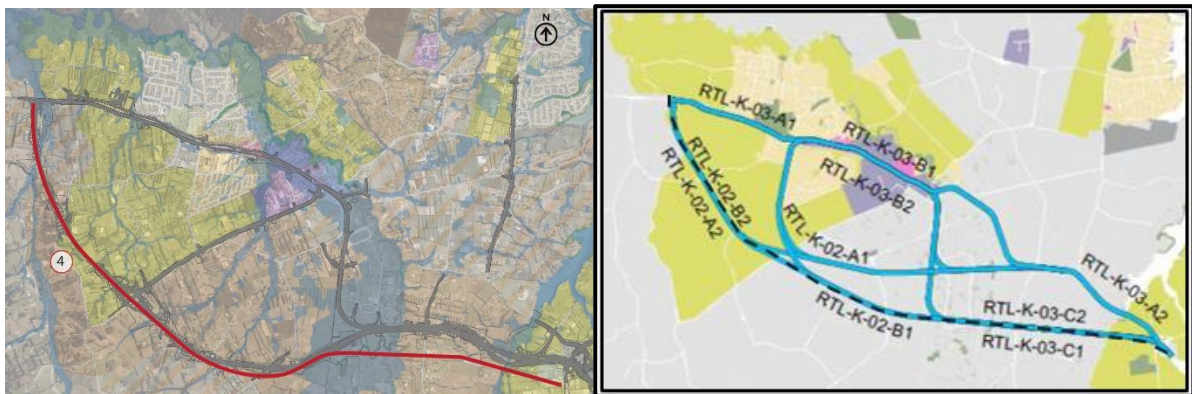 N
4
RTL-K-03-A1
RTL-K-03-B1
RTL-K-03-B2
RTL-K-02-B2
RTL-K-02-A2
RTL-K-02-A1
RTL-K-02-B1
RTL-K-03-A2
RTL-K-03-C2
RTL-K-03-C1